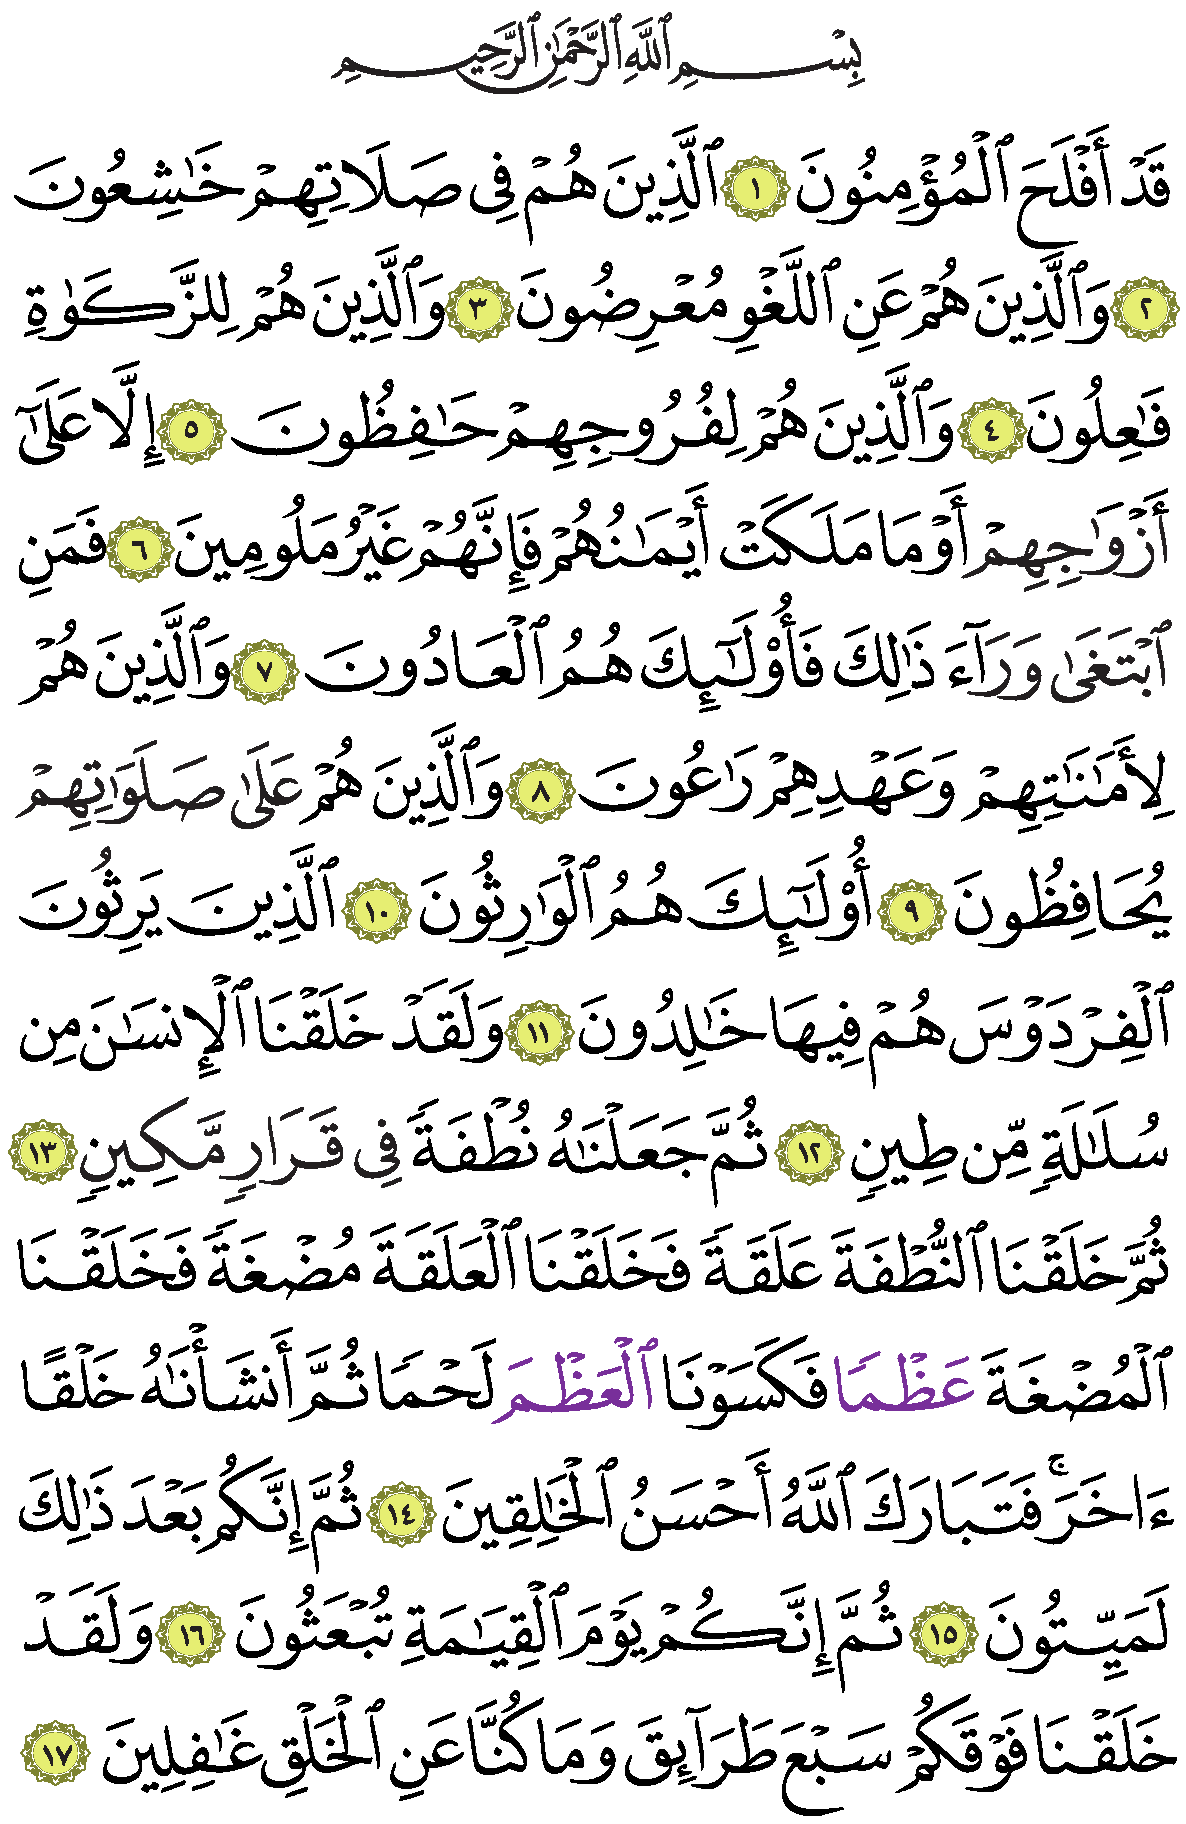 بِسْمِ ٱللَّهِ ٱلرَّحْمَٰنِ ٱلرَّحِيمِ
قَدْ أَفْلَحَ ٱلْمُؤْمِنُونَ ١ ٱلَّذِينَ هُمْ فِى صَلَاتِهِمْ خَٰشِعُونَ
٢ وَٱلَّذِينَ هُمْ عَنِ ٱللَّغْوِ مُعْرِضُونَ ٣ وَٱلَّذِينَ هُمْ لِلزَّكَوٰةِ
فَٰعِلُونَ ٤ وَٱلَّذِينَ هُمْ لِفُرُوجِهِمْ حَٰفِظُونَ ٥ إِلَّا عَلَىٰٓ
أَزْوَٰجِهِمْ أَوْ مَا مَلَكَتْ أَيْمَٰنُهُمْ فَإِنَّهُمْ غَيْرُ مَلُومِينَ ٦ فَمَنِ
ٱبْتَغَىٰ وَرَآءَ ذَٰلِكَ فَأُو۟لَٰٓئِكَ هُمُ ٱلْعَادُونَ ٧ وَٱلَّذِينَ هُمْ
لِأَمَٰنَٰتِهِمْ وَعَهْدِهِمْ رَٰعُونَ ٨ وَٱلَّذِينَ هُمْ عَلَىٰ صَلَوَٰتِهِمْ
يُحَافِظُونَ ٩ أُو۟لَٰٓئِكَ هُمُ ٱلْوَٰرِثُونَ ١٠ ٱلَّذِينَ يَرِثُونَ
ٱلْفِرْدَوْسَ هُمْ فِيهَا خَٰلِدُونَ ١١ وَلَقَدْ خَلَقْنَا ٱلْإِنسَٰنَ مِن
سُلَٰلَةٍ مِّن طِينٍ ١٢ ثُمَّ جَعَلْنَٰهُ نُطْفَةً فِى قَرَارٍ مَّكِينٍ ١٣
ثُمَّ خَلَقْنَا ٱلنُّطْفَةَ عَلَقَةً فَخَلَقْنَا ٱلْعَلَقَةَ مُضْغَةً فَخَلَقْنَا
ٱلْمُضْغَةَ عَظْمًا فَكَسَوْنَا ٱلْعَظْمَ لَحْمًا ثُمَّ أَنشَأْنَٰهُ خَلْقًا
ءَاخَرَ ۚ فَتَبَارَكَ ٱللَّهُ أَحْسَنُ ٱلْخَٰلِقِينَ ١٤ ثُمَّ إِنَّكُم بَعْدَ ذَٰلِكَ
لَمَيِّتُونَ ١٥ ثُمَّ إِنَّكُمْ يَوْمَ ٱلْقِيَٰمَةِ تُبْعَثُونَ ١٦ وَلَقَدْ
خَلَقْنَا فَوْقَكُمْ سَبْعَ طَرَآئِقَ وَمَا كُنَّا عَنِ ٱلْخَلْقِ غَٰفِلِينَ ١٧